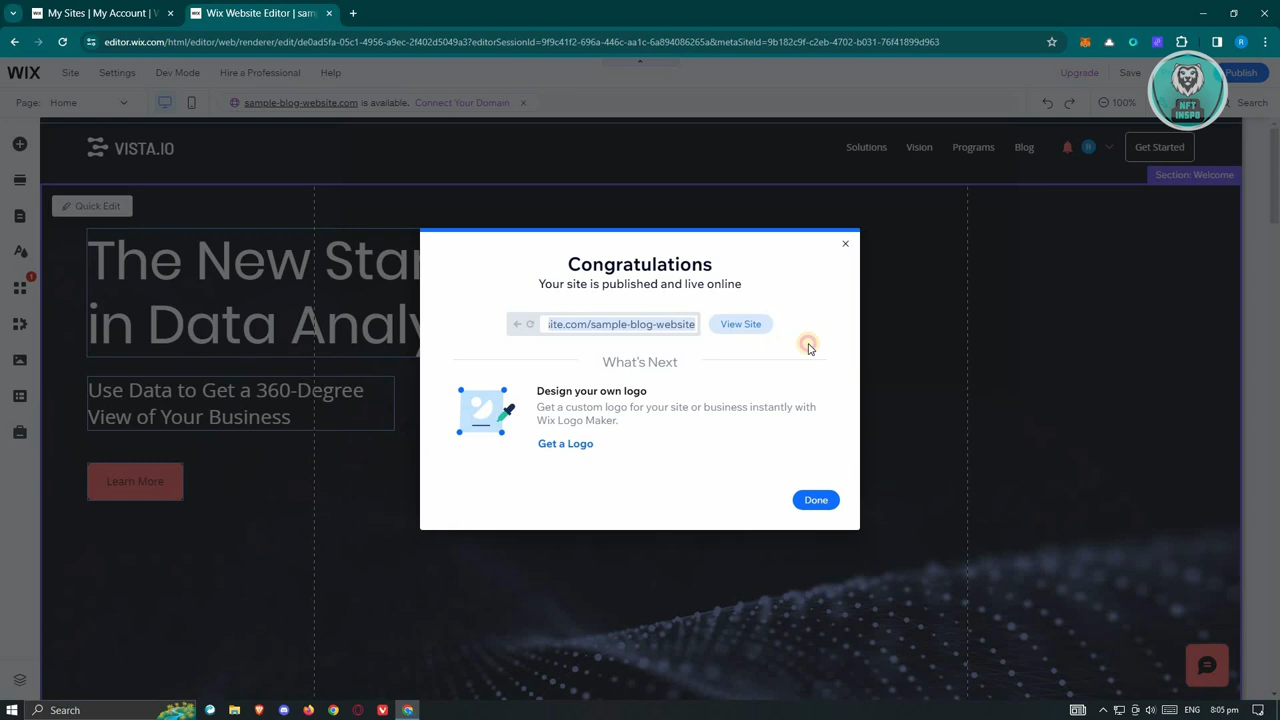 My Sites | My Account | W
Wix Website Editor | sam
editor.wix.com/html/editor/web/renderer/edit/de0ad5fa-05c1-4956-a9ec-2f402d5049a3?editorSessionId=9f9c41f2-696a-446c-aa1c-6a894086265a&metaSiteId=9b182c9f-c2eb-4702-b031-76f41899d963
R
WIX
Site
Settings
Dev Mode
Hire a Professional
Help
Upgrade
Save
Publish
NFT
INSPO
Page: Home
sample-blog-website.com is available. Connect Your Domain
100%
Search
VISTA.IO
Solutions
Vision
Programs
Blog
Get Started
Section: Welcome
Quick Edit
The New Star
in Data Analy
Use Data to Get a 360-Degree
View of Your Business
Learn More
1
Congratulations
Your site is published and live online
site.com/sample-blog-website
View Site
What's Next
Design your own logo
Get a custom logo for your site or business instantly with
Wix Logo Maker.
Get a Logo
Done
Search
ENG
8:05 pm